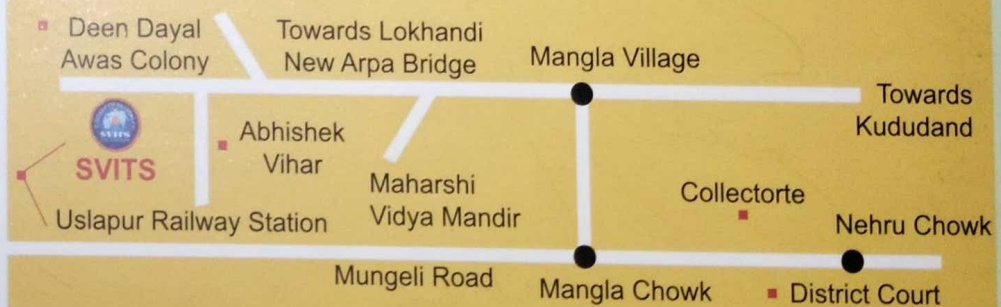 Deen Dayal
Awas Colony
Towards Lokhandi
New Arpa Bridge
Mangla Village
Towards
Kududand
SVITS
SVITS
Abhishek
Vihar
Maharshi
Vidya Mandir
Collectorte
Uslapur Railway Station
Nehru Chowk
Mungeli Road
Mangla Chowk
District Court